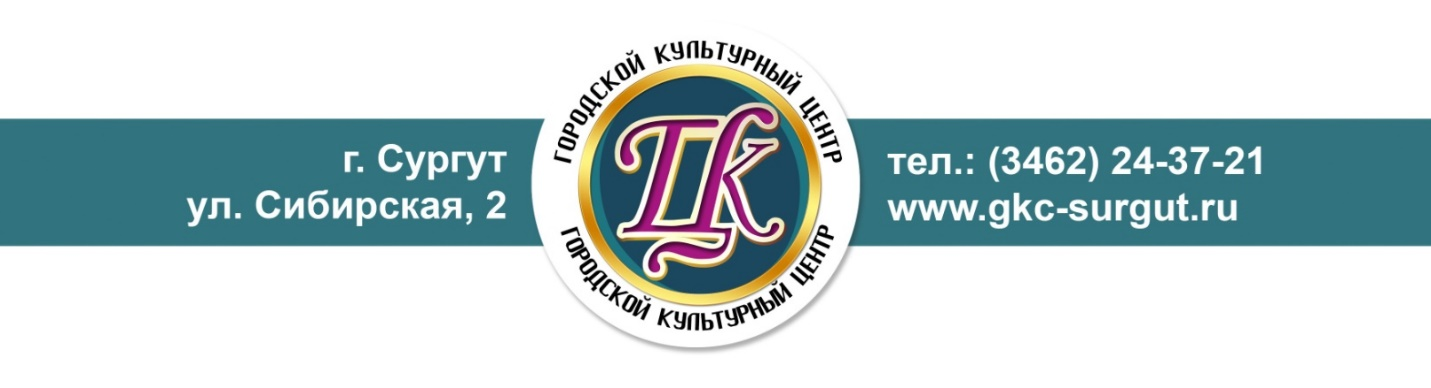 г. Сургут
ул. Сибирская, 2
ГОРОДСКОЙ КУЛЬТУРНЫЙ ЦЕНТР
ГЦК
ГОРОДСКОЙ КУЛЬТУРНЫЙ ЦЕНТР
тел.: (3462) 24-37-21
www.gkc-surgut.ru